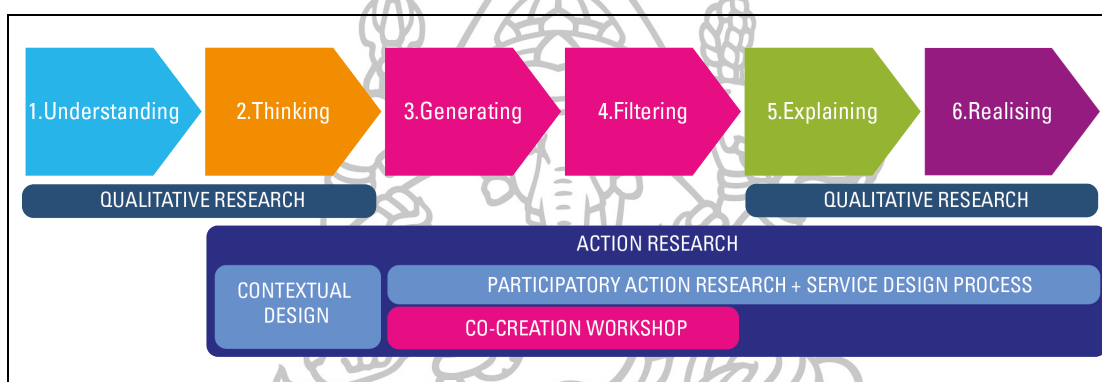 1.Understanding
2.Thinking
3.Generating
4.Filtering
5.Explaining
6.Realising
QUALITATIVE RESEARCH
QUALITATIVE RESEARCH
ACTION RESEARCH
CONTEXTUAL
DESIGN
PARTICIPATORY ACTION RESEARCH + SERVICE DESIGN PROCESS
CO-CREATION WORKSHOP